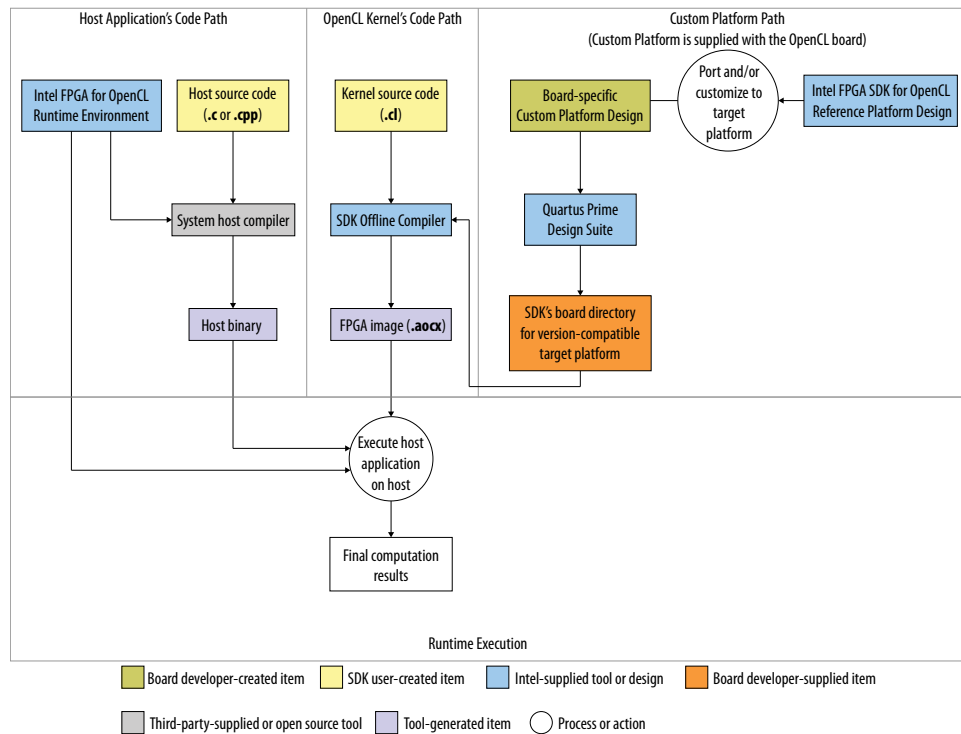 Host Application's Code Path
OpenCL Kernel's Code Path
Custom Platform Path
(Custom Platform is supplied with the OpenCL board)
Intel FPGA for OpenCL
Runtime Environment
Host source code
(.c or .cpp)
Kernel source code
(.cl)
Board-specific
Custom Platform Design
Port and/or
customize to
target
platform
Intel FPGA SDK for OpenCL
Reference Platform Design
System host compiler
SDK Offline Compiler
Quartus Prime
Design Suite
Host binary
FPGA image (.aocx)
SDK's board directory
for version-compatible
target platform
Execute host
application
on host
Final computation
results
Runtime Execution
Board developer-created item
SDK user-created item
Intel-supplied tool or design
Board developer-supplied item
Third-party-supplied or open source tool
Tool-generated item
Process or action